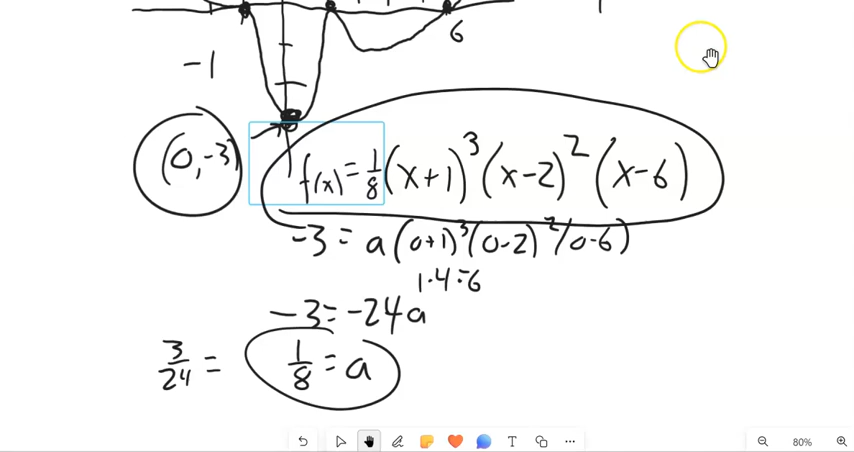 6
-1
(0,-3)
f(x) = 1/8 (x+1)^3 (x-2)^2 (x-6)
-3 = a(0+1)^3 (0-2)^2 (0-6)
1·4·-6
-3 = -24a
3/24 = 1/8 = a
T
80%